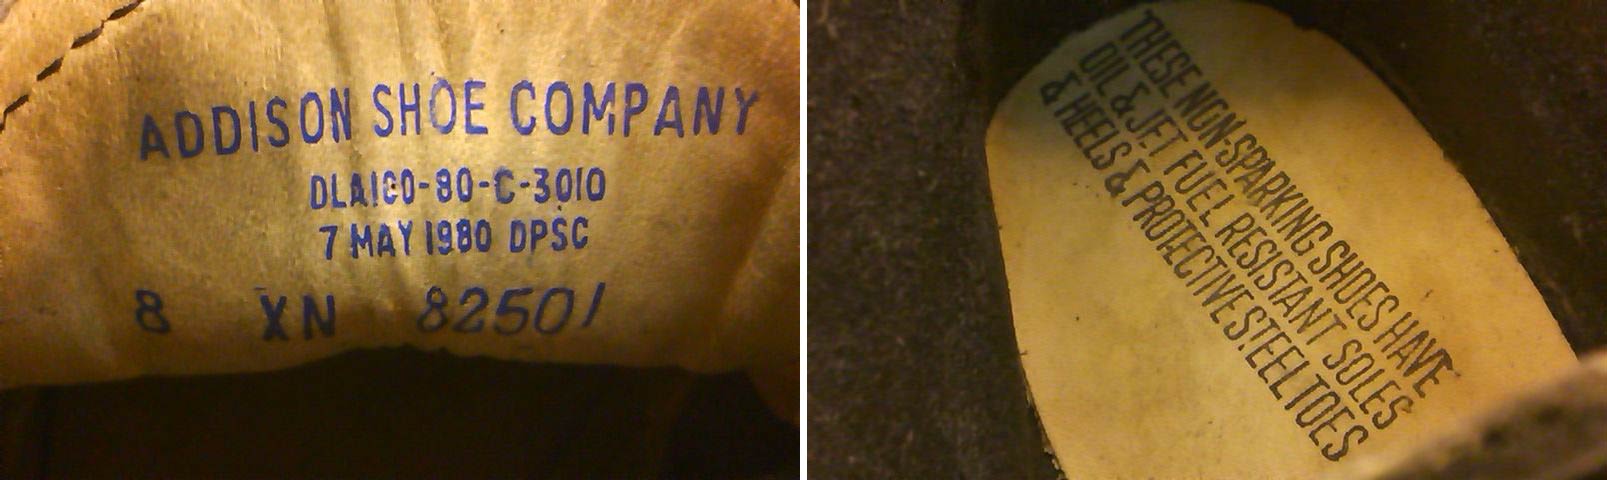 ADDISON SHOE COMPANY
DLA100-80-C-3010
7 MAY 1980 DPSC
8 XN 82501
THESE NON-SPARKING SHOES HAVE
OIL & JET FUEL RESISTANT SOLES
& HEELS & PROTECTIVE STEEL TOES